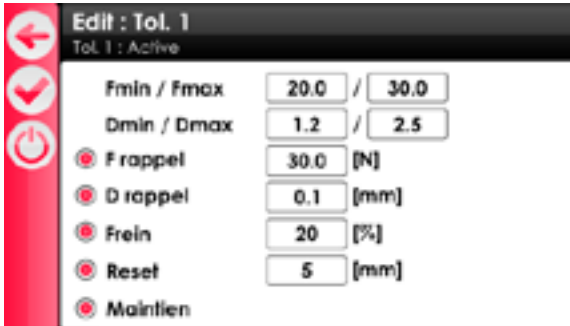 Edit : Tol. 1
Tol. 1 : Active
Fmin / Fmax 20.0 / 30.0
Dmin / Dmax 1.2 / 2.5
F rappel 30.0 [N]
D rappel 0.1 [mm]
Frein 20 [%]
Reset 5 [mm]
Maintien